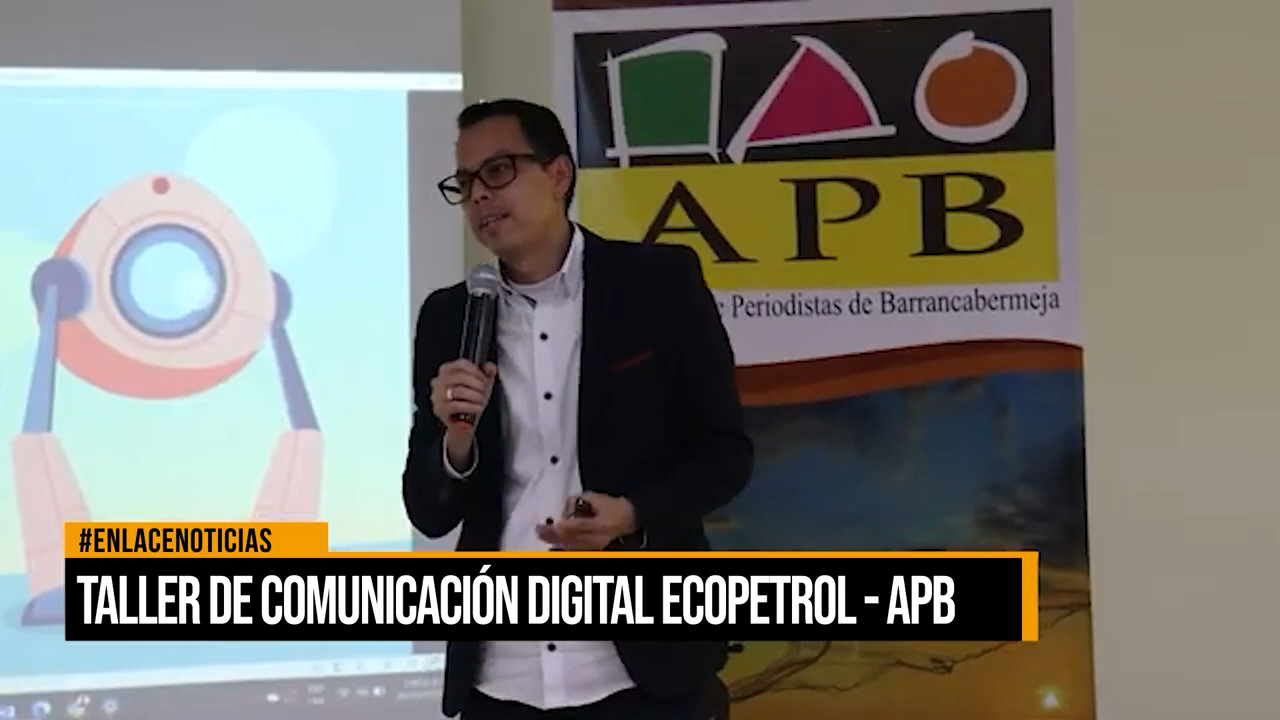 APB
Periodistas de Barrancabermeja
#ENLACENOTICIAS
TALLER DE COMUNICACIÓN DIGITAL ECOPETROL - APB